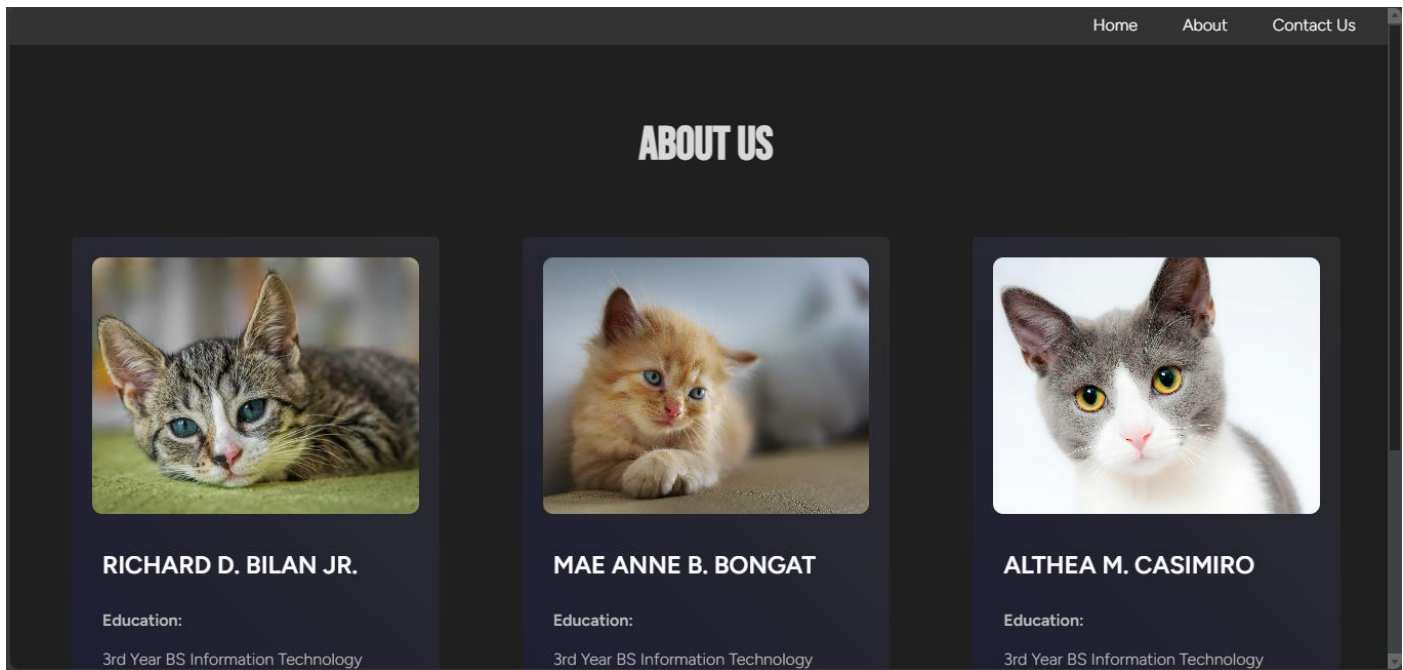 Home About Contact Us
ABOUT US
RICHARD D. BILAN JR.
Education:
3rd Year BS Information Technology
MAE ANNE B. BONGAT
Education:
3rd Year BS Information Technology
ALTHEA M. CASIMIRO
Education:
3rd Year BS Information Technology